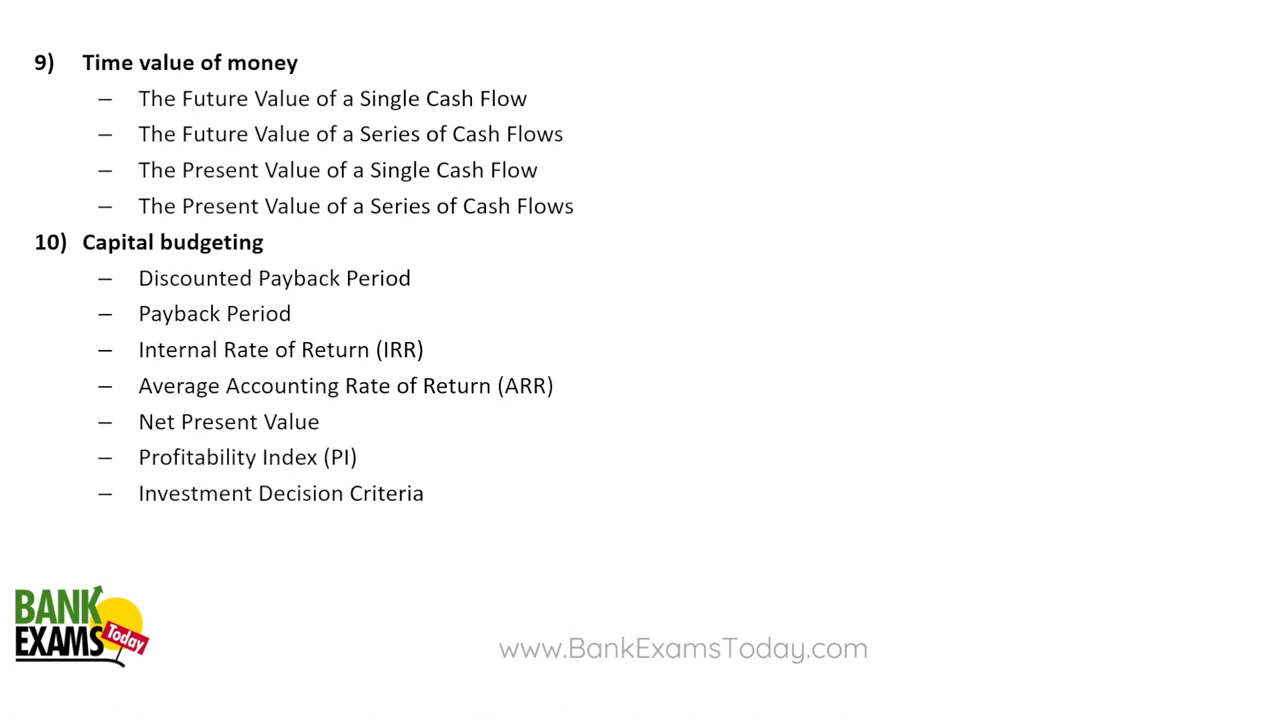 9) Time value of money
– The Future Value of a Single Cash Flow
– The Future Value of a Series of Cash Flows
– The Present Value of a Single Cash Flow
– The Present Value of a Series of Cash Flows
10) Capital budgeting
– Discounted Payback Period
– Payback Period
– Internal Rate of Return (IRR)
– Average Accounting Rate of Return (ARR)
– Net Present Value
– Profitability Index (PI)
– Investment Decision Criteria
BANK
EXAMS Today
www.BankExamsToday.com